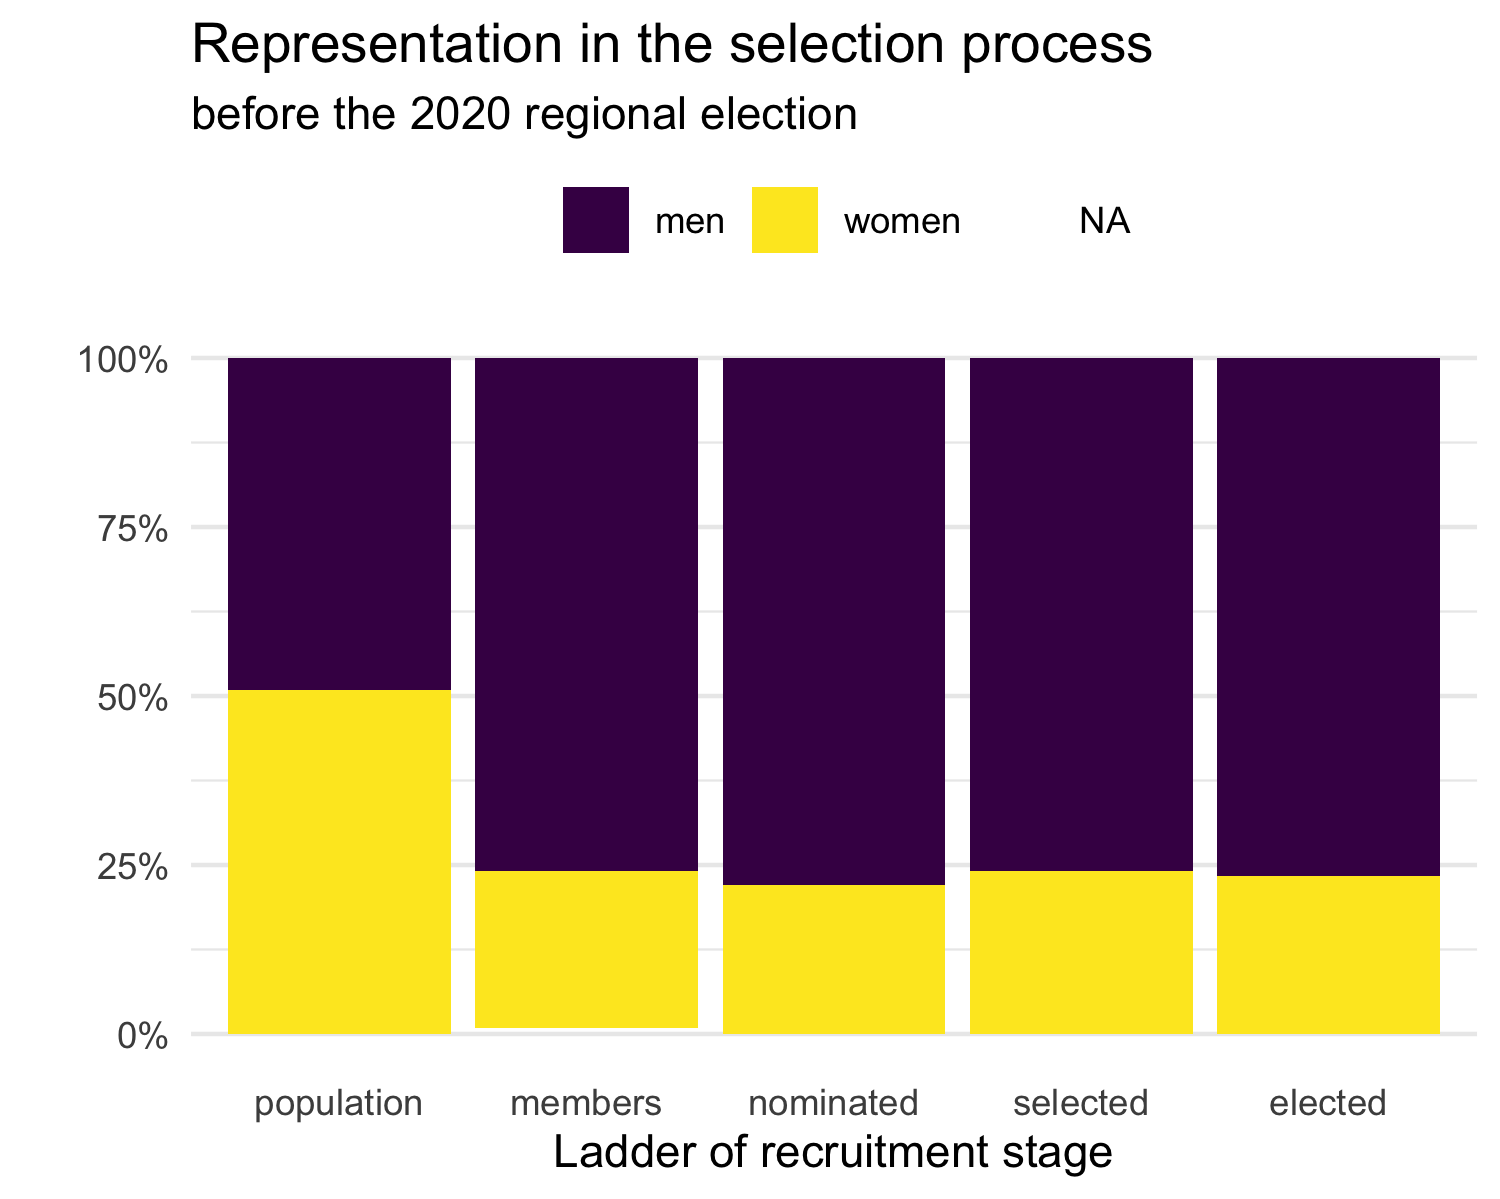 Representation in the selection process
before the 2020 regional election
men women NA
100%
75%
50%
25%
0%
population members nominated selected elected
Ladder of recruitment stage